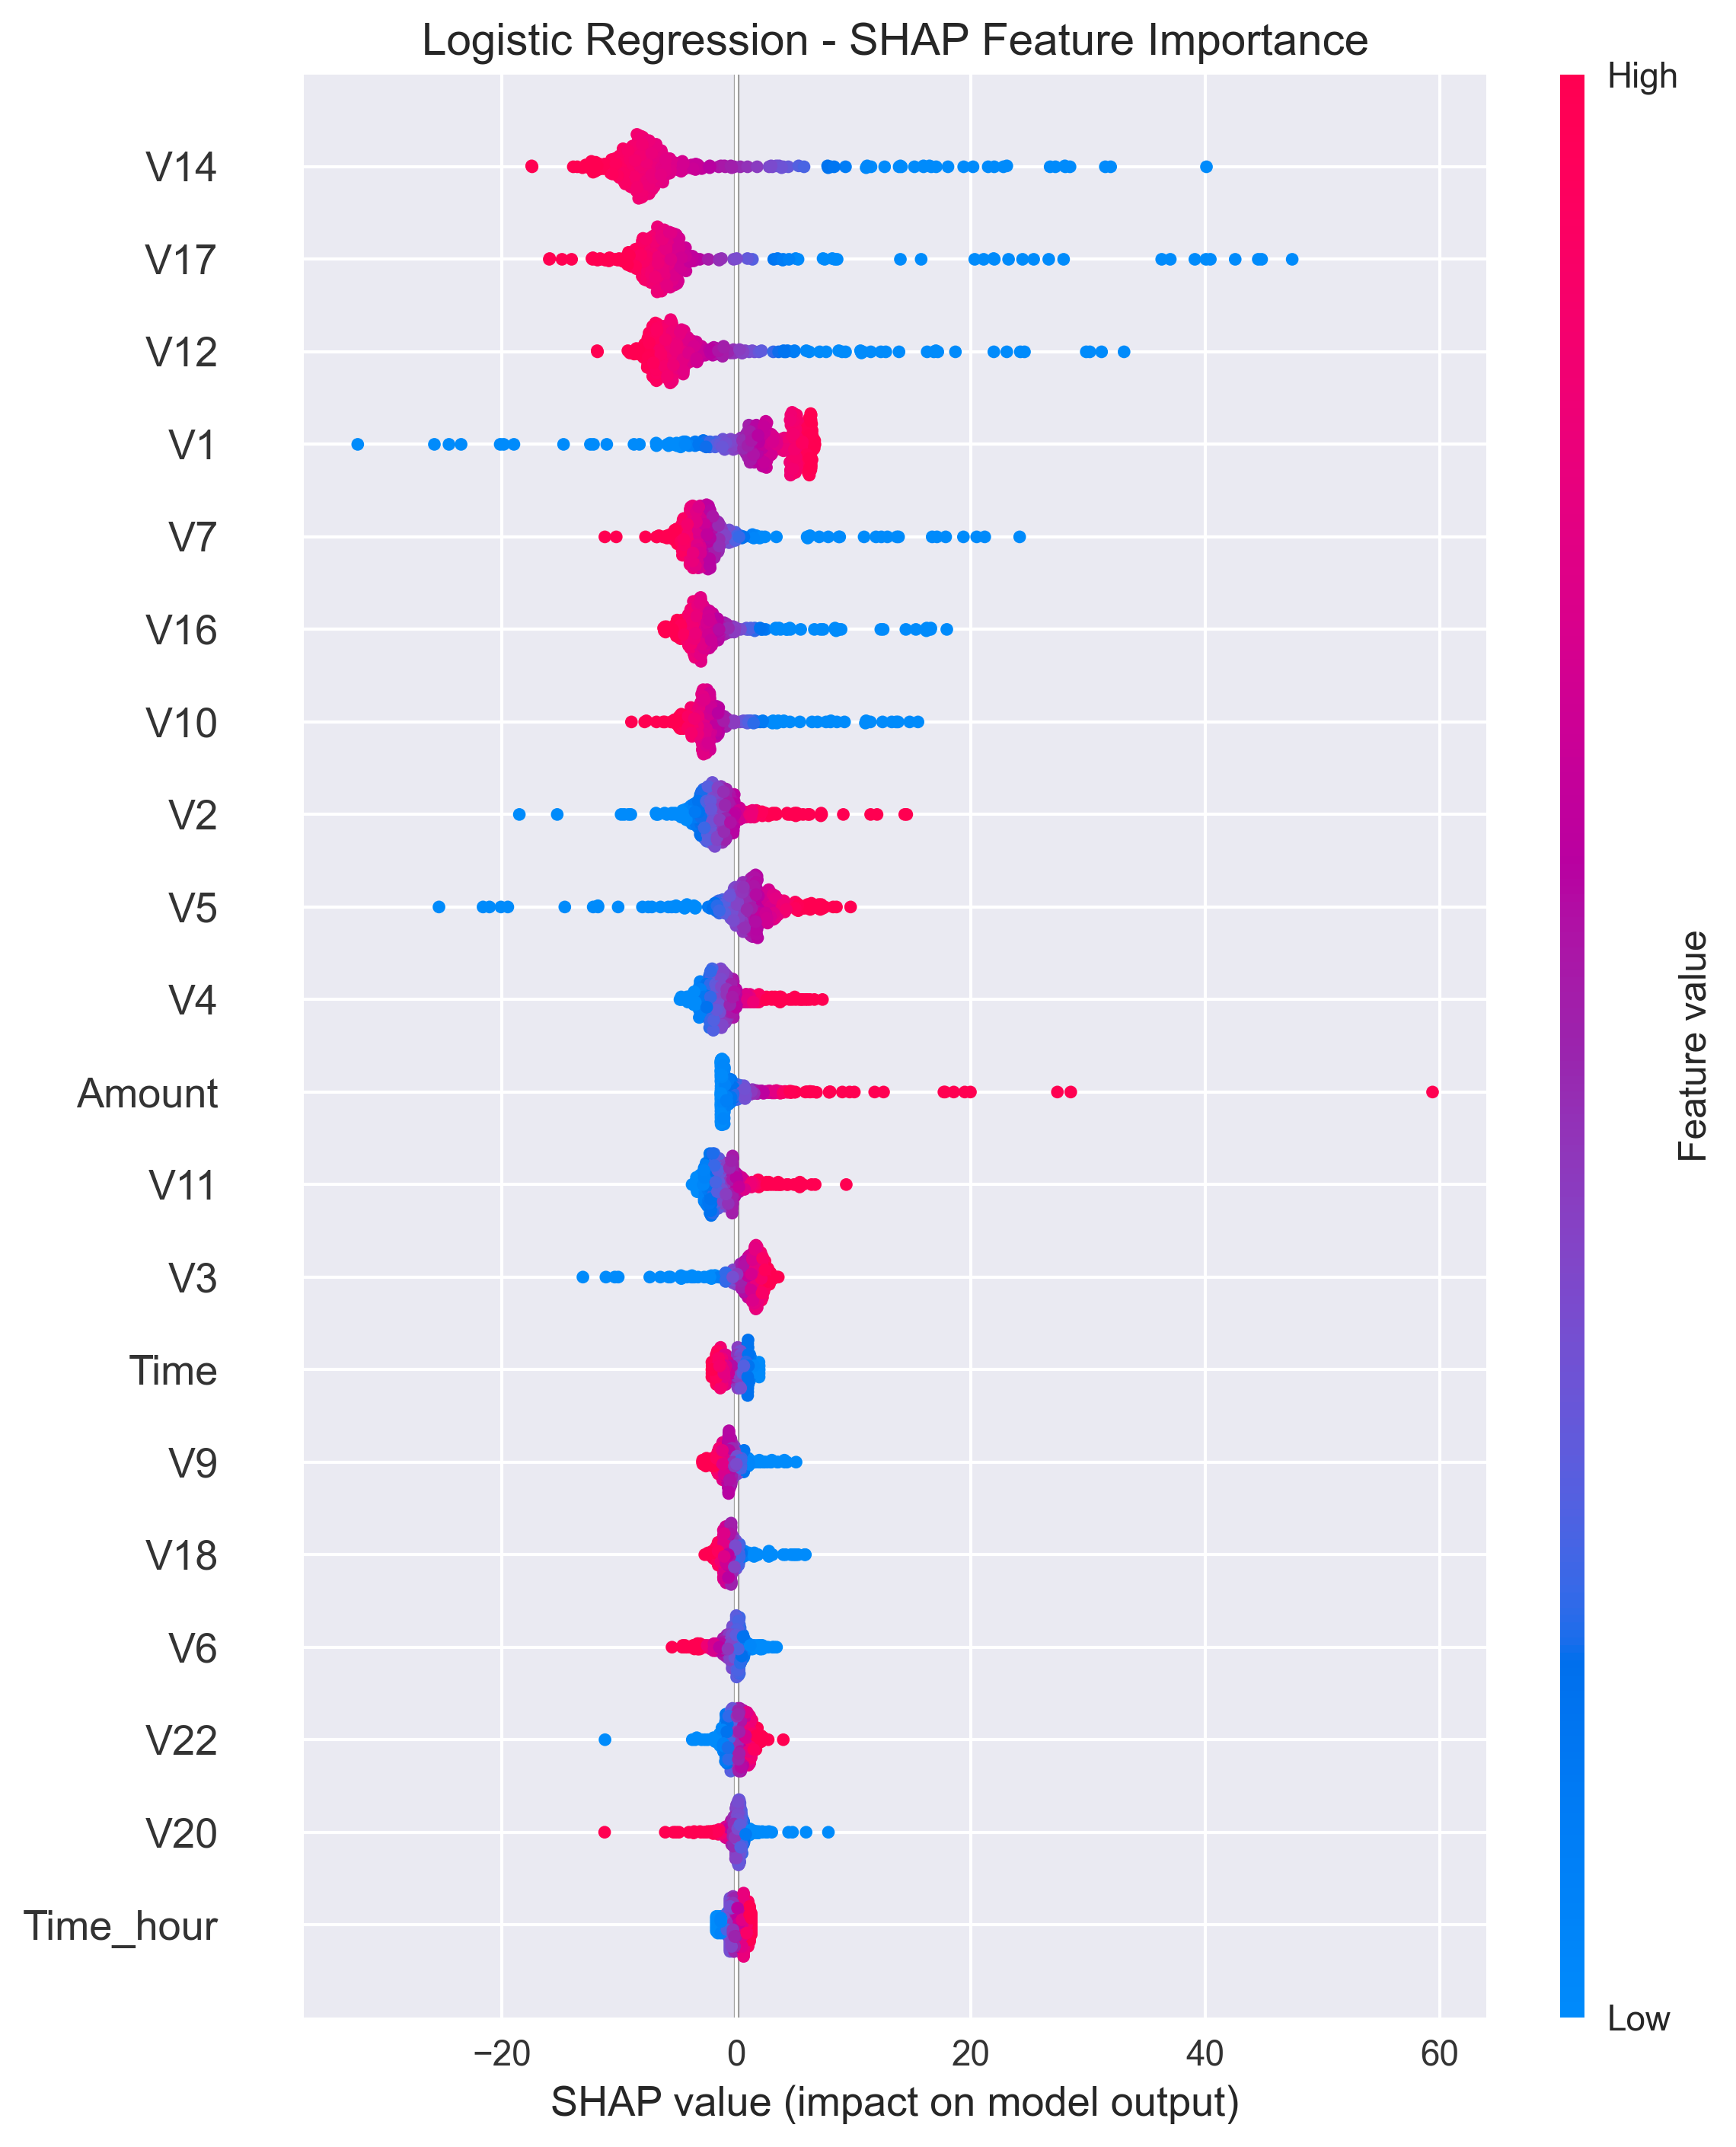 Logistic Regression - SHAP Feature Importance
High
V14
V17
V12
V1
V7
V16
V10
V2
V5
V4
Amount
V11
V3
Time
V9
V18
V6
V22
V20
Time_hour
Feature value
Low
−20 0 20 40 60
SHAP value (impact on model output)